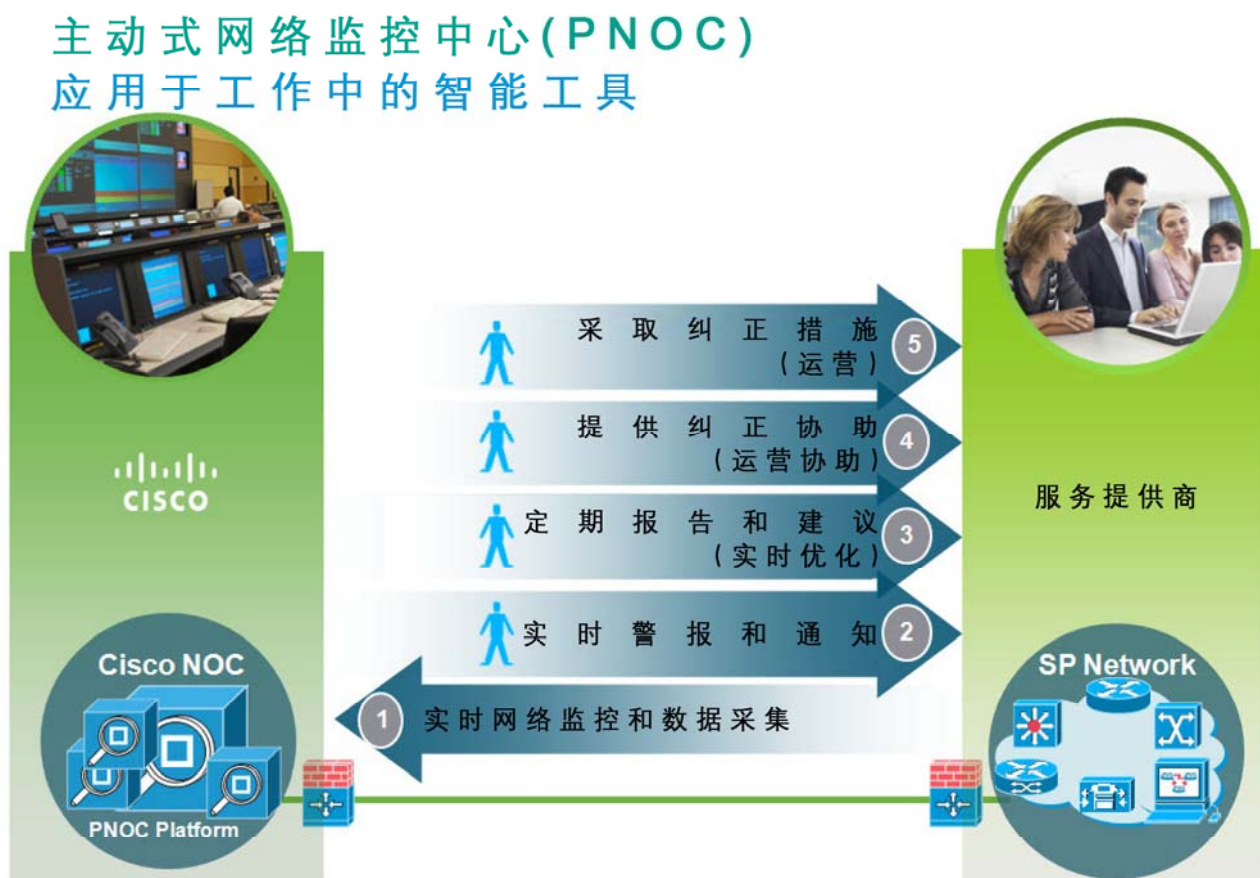 主动式网络监控中心(PNOC)
应用于工作中的智能工具
采取纠正措施
(运营)
5
提供纠正协助
(运营协助)
4
CISCO
服务提供商
定期报告和建议
(实时优化)
3
实时警报和通知
2
Cisco NOC
SP Network
1
实时网络监控和数据采集
PNOC Platform